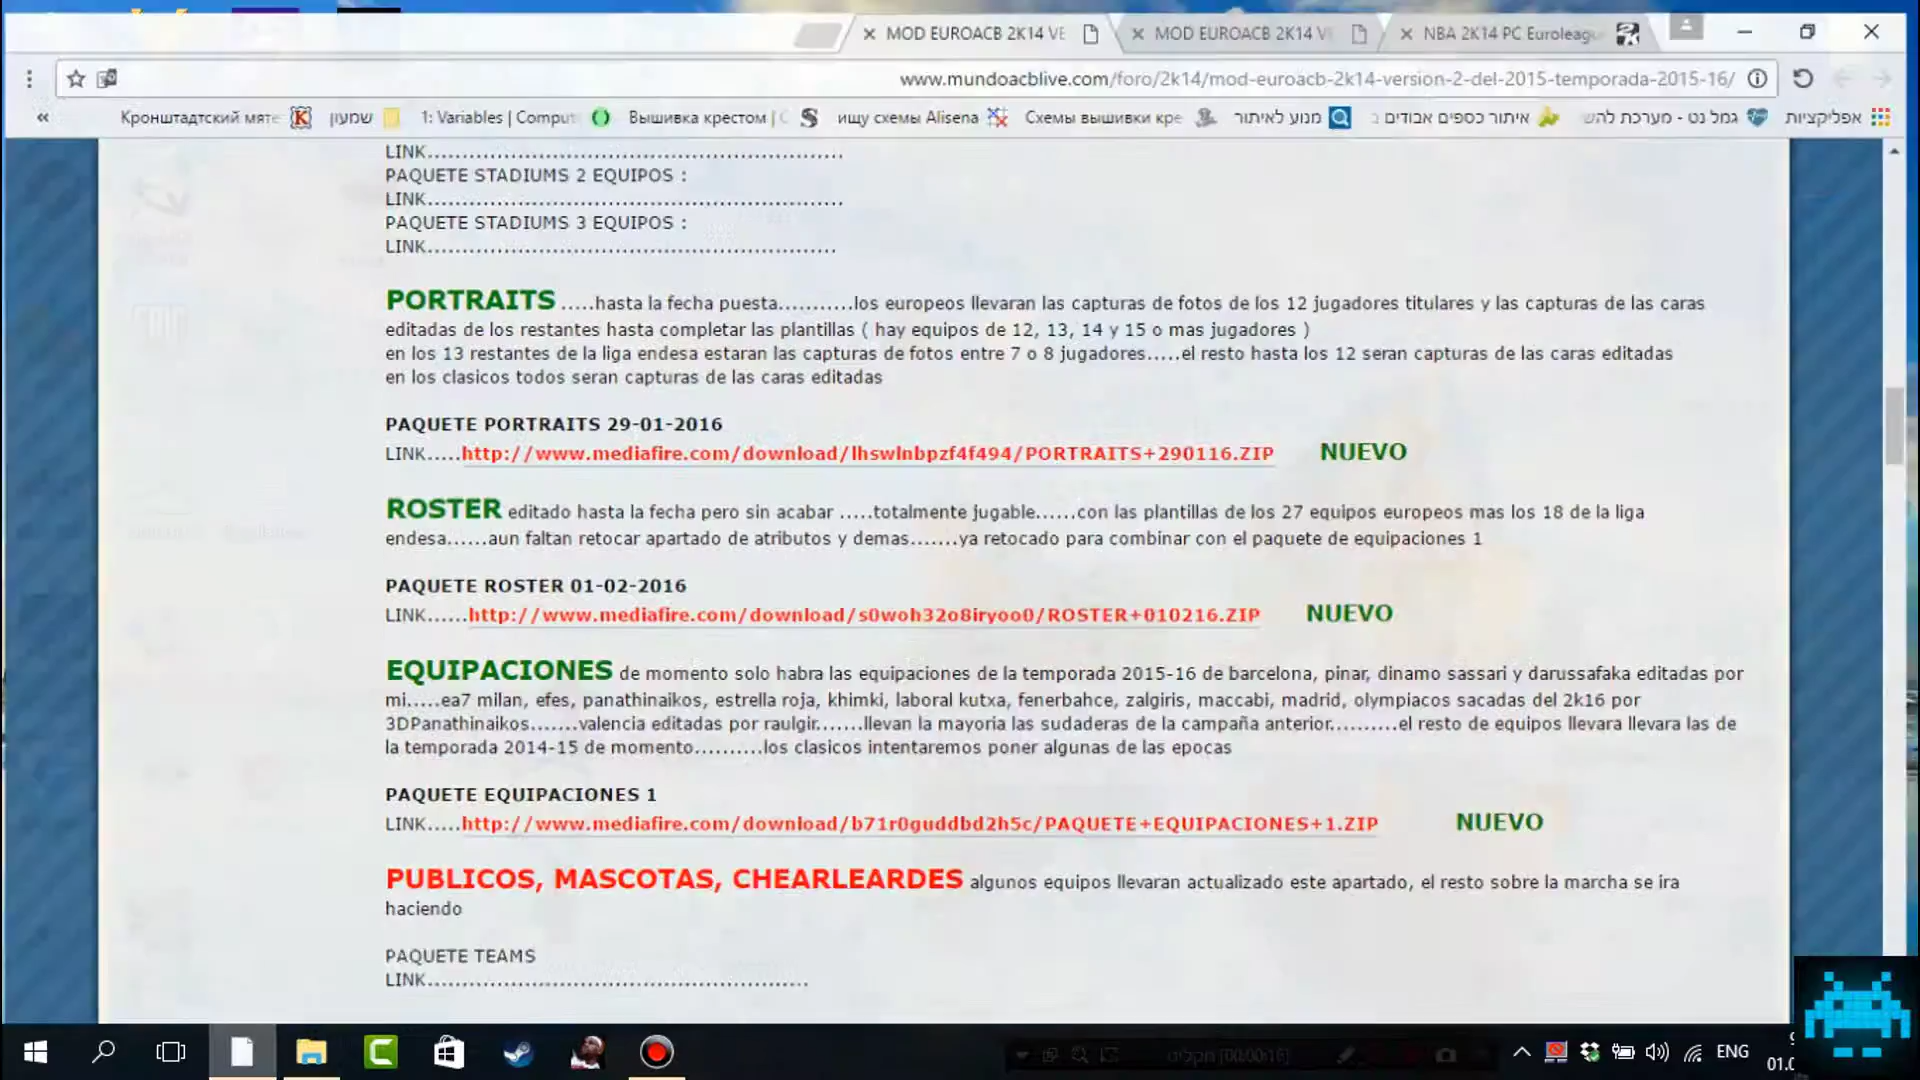 MOD EUROACB 2K14 VE
MOD EUROACB 2K14 V
NBA 2K14 PC Euroleagu
www.mundoacblive.com/foro/2k14/mod-euroacb-2k14-version-2-del-2015-temporada-2015-16/
«
Кронштадтский мяте
שמעון
1: Variables | Comput
Вышивка крестом | С
ищу схемы Alisena
Схемы вышивки кре
מנוע לאיתור
איתור כספים אבודים ב
גמל נט - מערכת להש
אפליקציות
LINK............................................................
PAQUETE STADIUMS 2 EQUIPOS :
LINK............................................................
PAQUETE STADIUMS 3 EQUIPOS :
LINK...........................................................
PORTRAITS .....hasta la fecha puesta...........los europeos llevaran las capturas de fotos de los 12 jugadores titulares y las capturas de las caras
editadas de los restantes hasta completar las plantillas ( hay equipos de 12, 13, 14 y 15 o mas jugadores )
en los 13 restantes de la liga endesa estaran las capturas de fotos entre 7 o 8 jugadores.....el resto hasta los 12 seran capturas de las caras editadas
en los clasicos todos seran capturas de las caras editadas
PAQUETE PORTRAITS 29-01-2016
LINK.....http://www.mediafire.com/download/lhswlnbpzf4f494/PORTRAITS+290116.ZIP NUEVO
ROSTER editado hasta la fecha pero sin acabar .....totalmente jugable......con las plantillas de los 27 equipos europeos mas los 18 de la liga
endesa......aun faltan retocar apartado de atributos y demas.......ya retocado para combinar con el paquete de equipaciones 1
PAQUETE ROSTER 01-02-2016
LINK......http://www.mediafire.com/download/s0woh32o8iryoo0/ROSTER+010216.ZIP NUEVO
EQUIPACIONES de momento solo habra las equipaciones de la temporada 2015-16 de barcelona, pinar, dinamo sassari y darussafaka editadas por
mi.....ea7 milan, efes, panathinaikos, estrella roja, khimki, laboral kutxa, fenerbahce, zalgiris, maccabi, madrid, olympiacos sacadas del 2k16 por
3DPanathinaikos.......valencia editadas por raulgir.......llevan la mayoria las sudaderas de la campaña anterior..........el resto de equipos llevara llevara las de
la temporada 2014-15 de momento..........los clasicos intentaremos poner algunas de las epocas
PAQUETE EQUIPACIONES 1
LINK.....http://www.mediafire.com/download/b71r0guddbd2h5c/PAQUETE+EQUIPACIONES+1.ZIP NUEVO
PUBLICOS, MASCOTAS, CHEARLEARDES algunos equipos llevaran actualizado este apartado, el resto sobre la marcha se ira
haciendo
PAQUETE TEAMS
LINK.......................................................
מקליט [00:00:16]
ENG
01.0